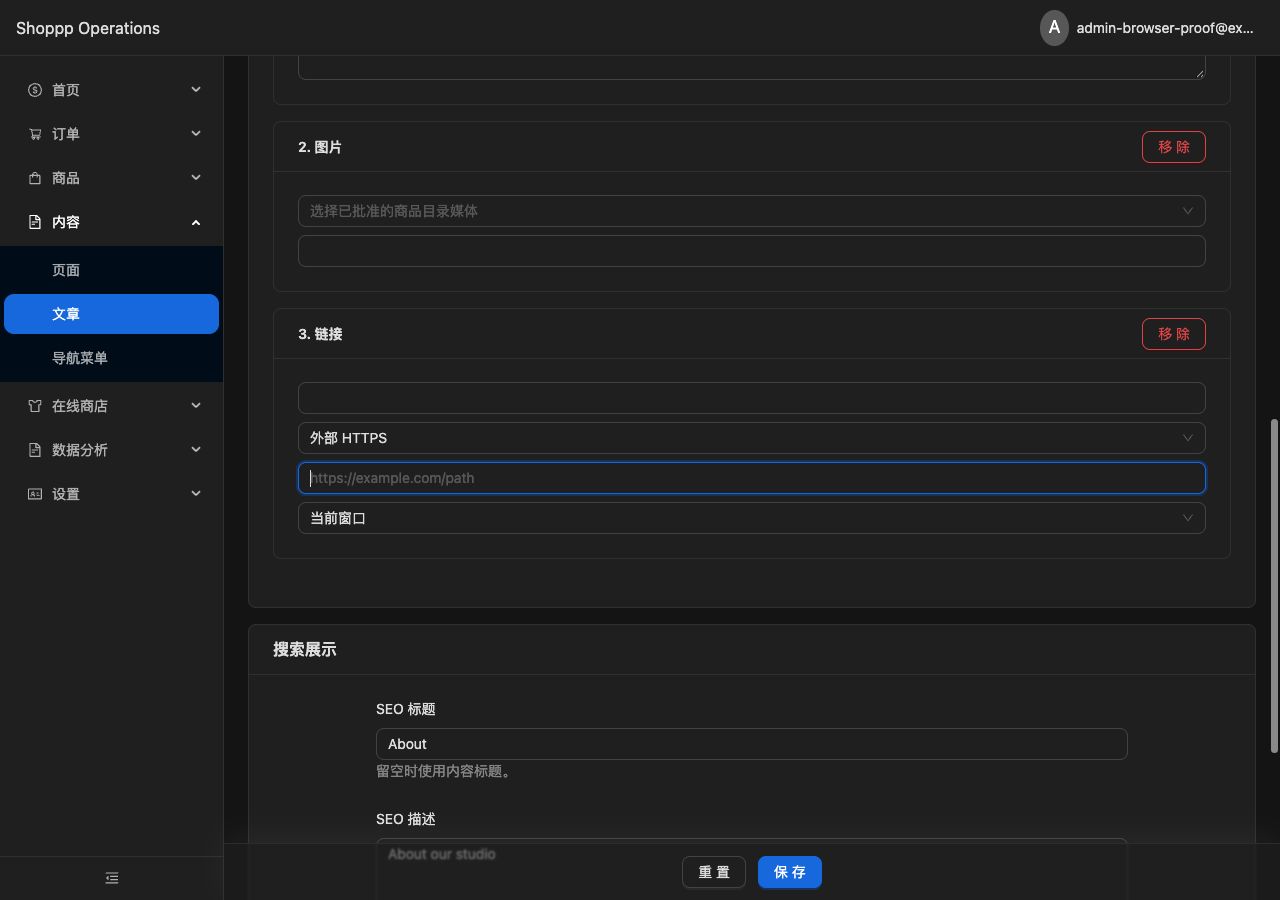 Shoppp Operations
A
admin-browser-proof@ex...
首页
订单
商品
内容
页面
文章
导航菜单
在线商店
数据分析
设置
2. 图片
移 除
选择已批准的商品目录媒体
3. 链接
移 除
外部 HTTPS
https://example.com/path
当前窗口
搜索展示
SEO 标题
About
留空时使用内容标题。
SEO 描述
About our studio
重 置
保 存